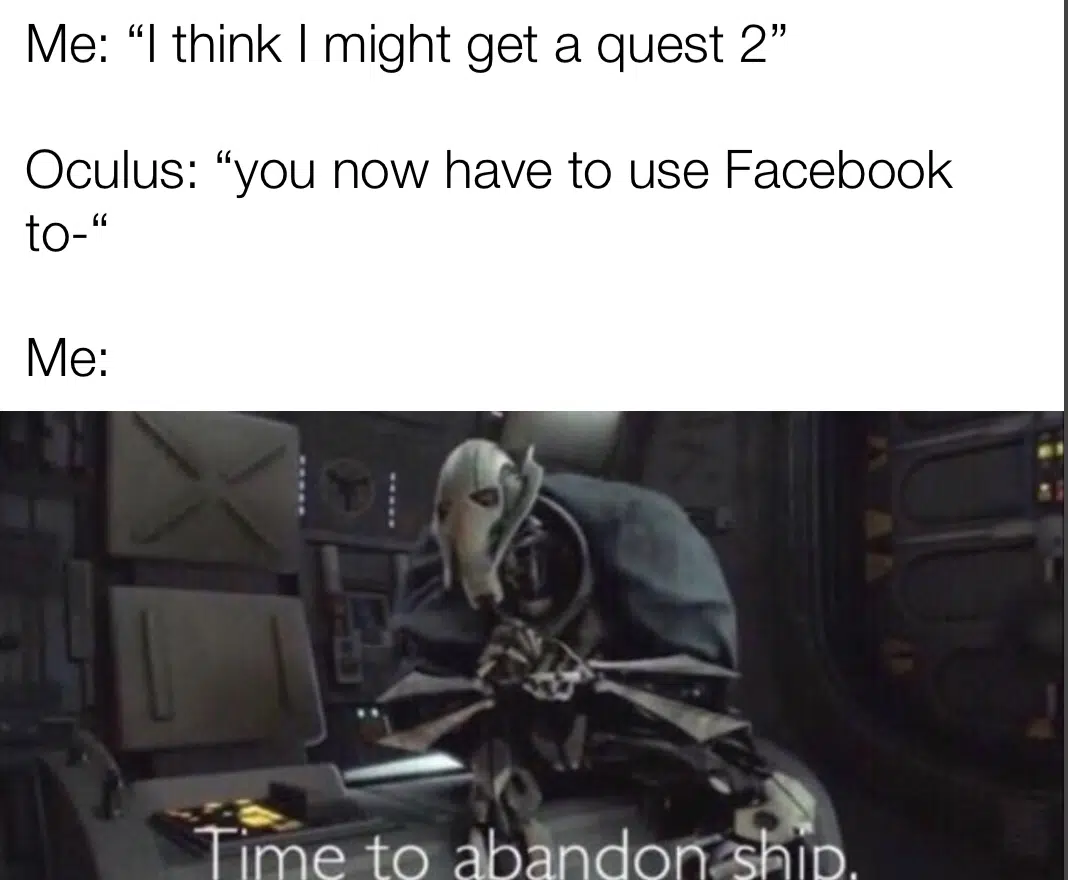 Me: “I think I might get a quest 2”
Oculus: “you now have to use Facebook
to-“
Me:
Time to abandon ship.